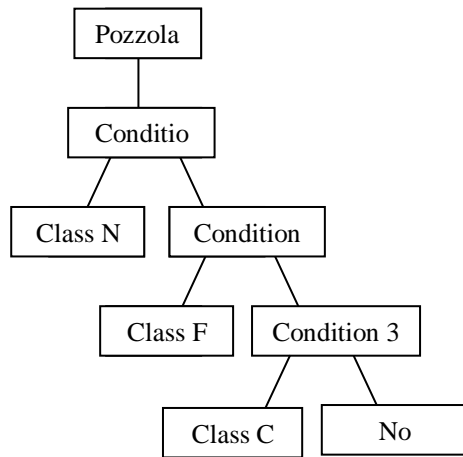 Pozzola
Conditio
Class N
Condition
Class F
Condition 3
Class C
No